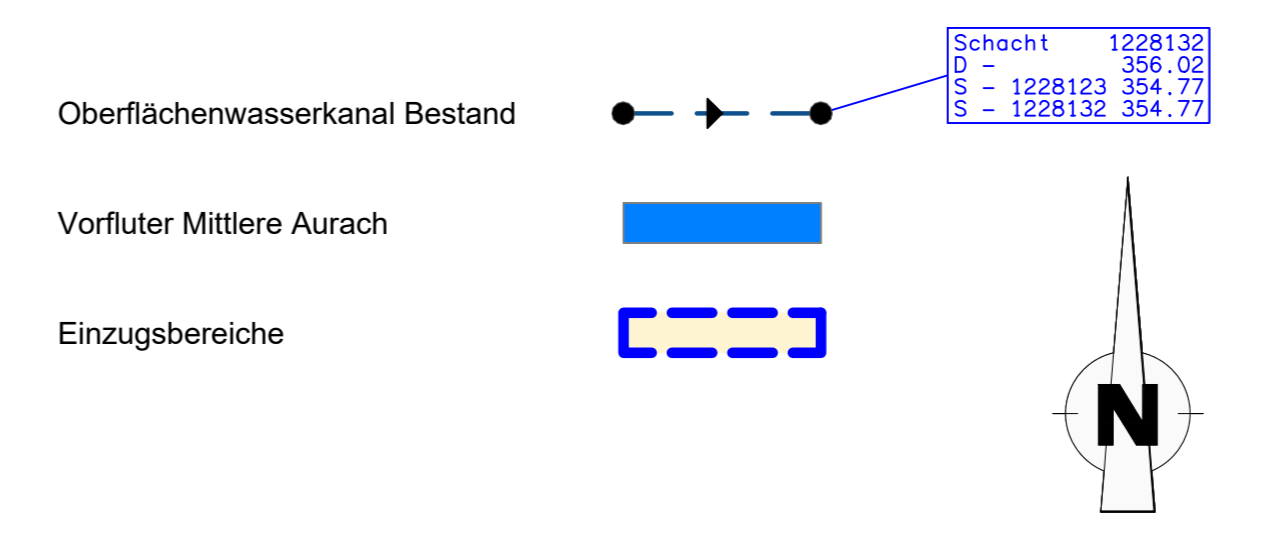 Oberflächenwasserkanal Bestand
Schacht 1228132
D - 356.02
S - 1228123 354.77
S - 1228132 354.77
Vorfluter Mittlere Aurach
Einzugsbereiche
N